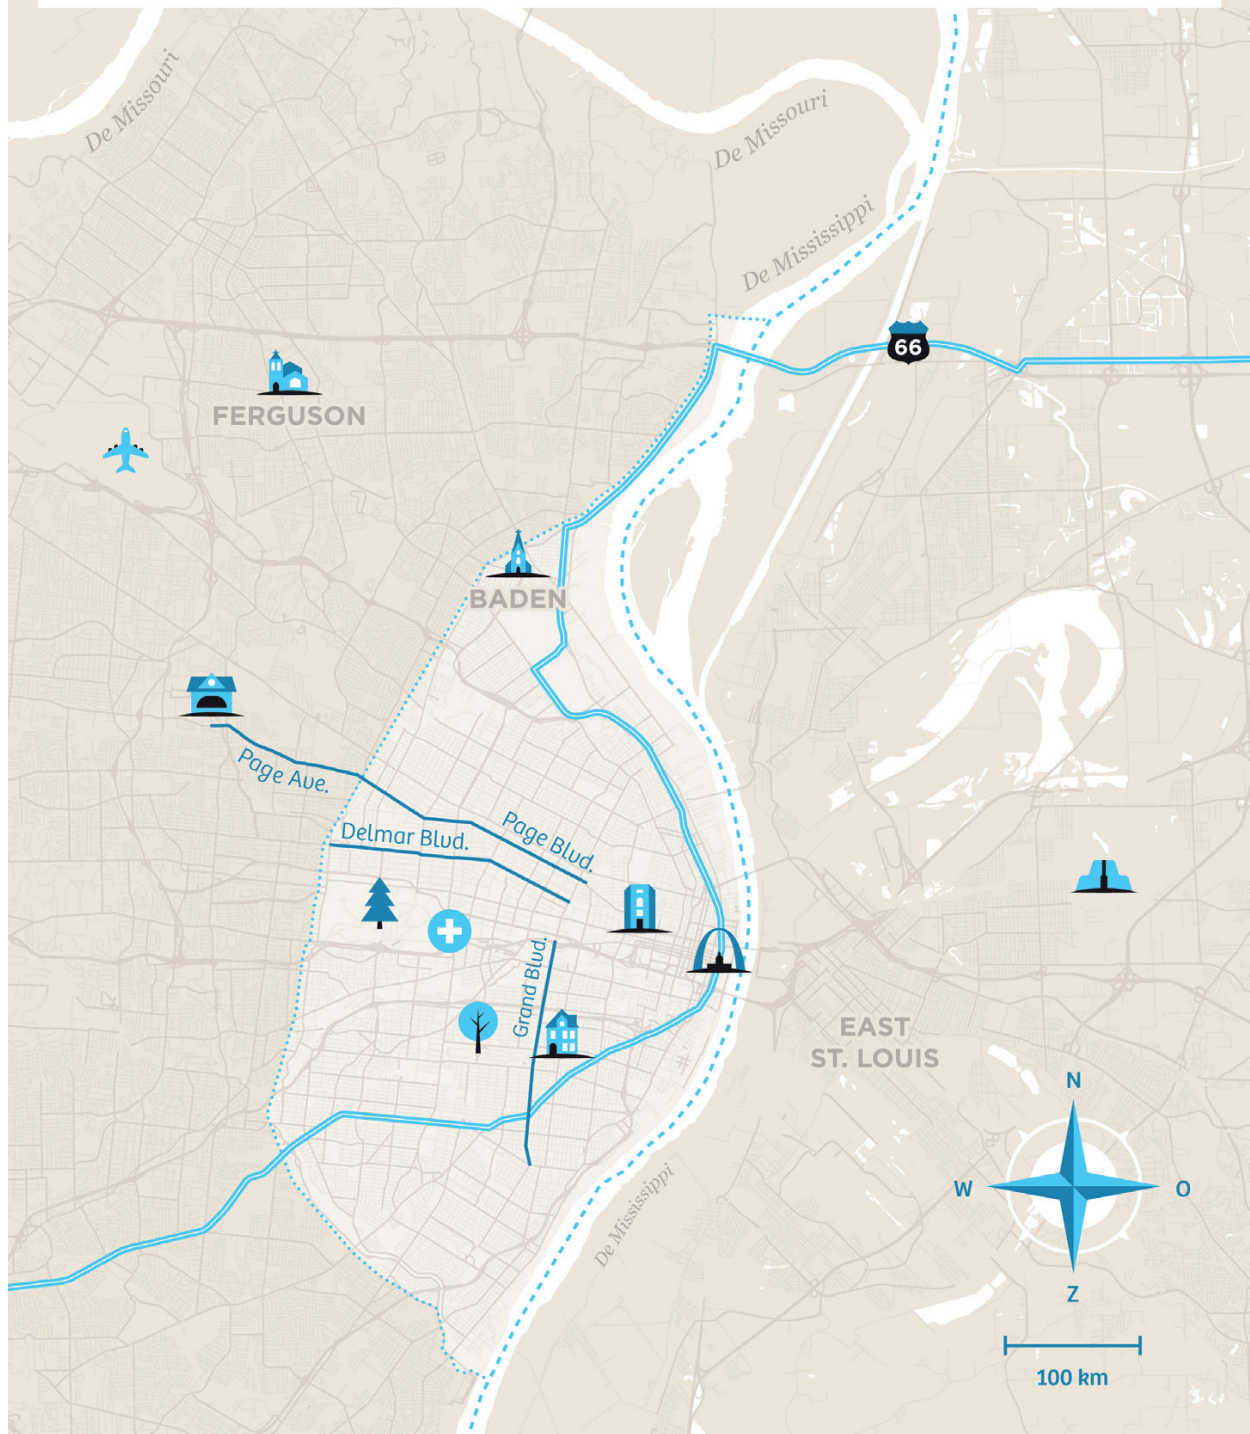 De Missouri
De Missouri
De Mississippi
66
FERGUSON
BADEN
Page Ave.
Page Blvd.
Delmar Blvd.
Grand Blvd.
EAST
ST. LOUIS
De Mississippi
N
W
O
Z
100 km